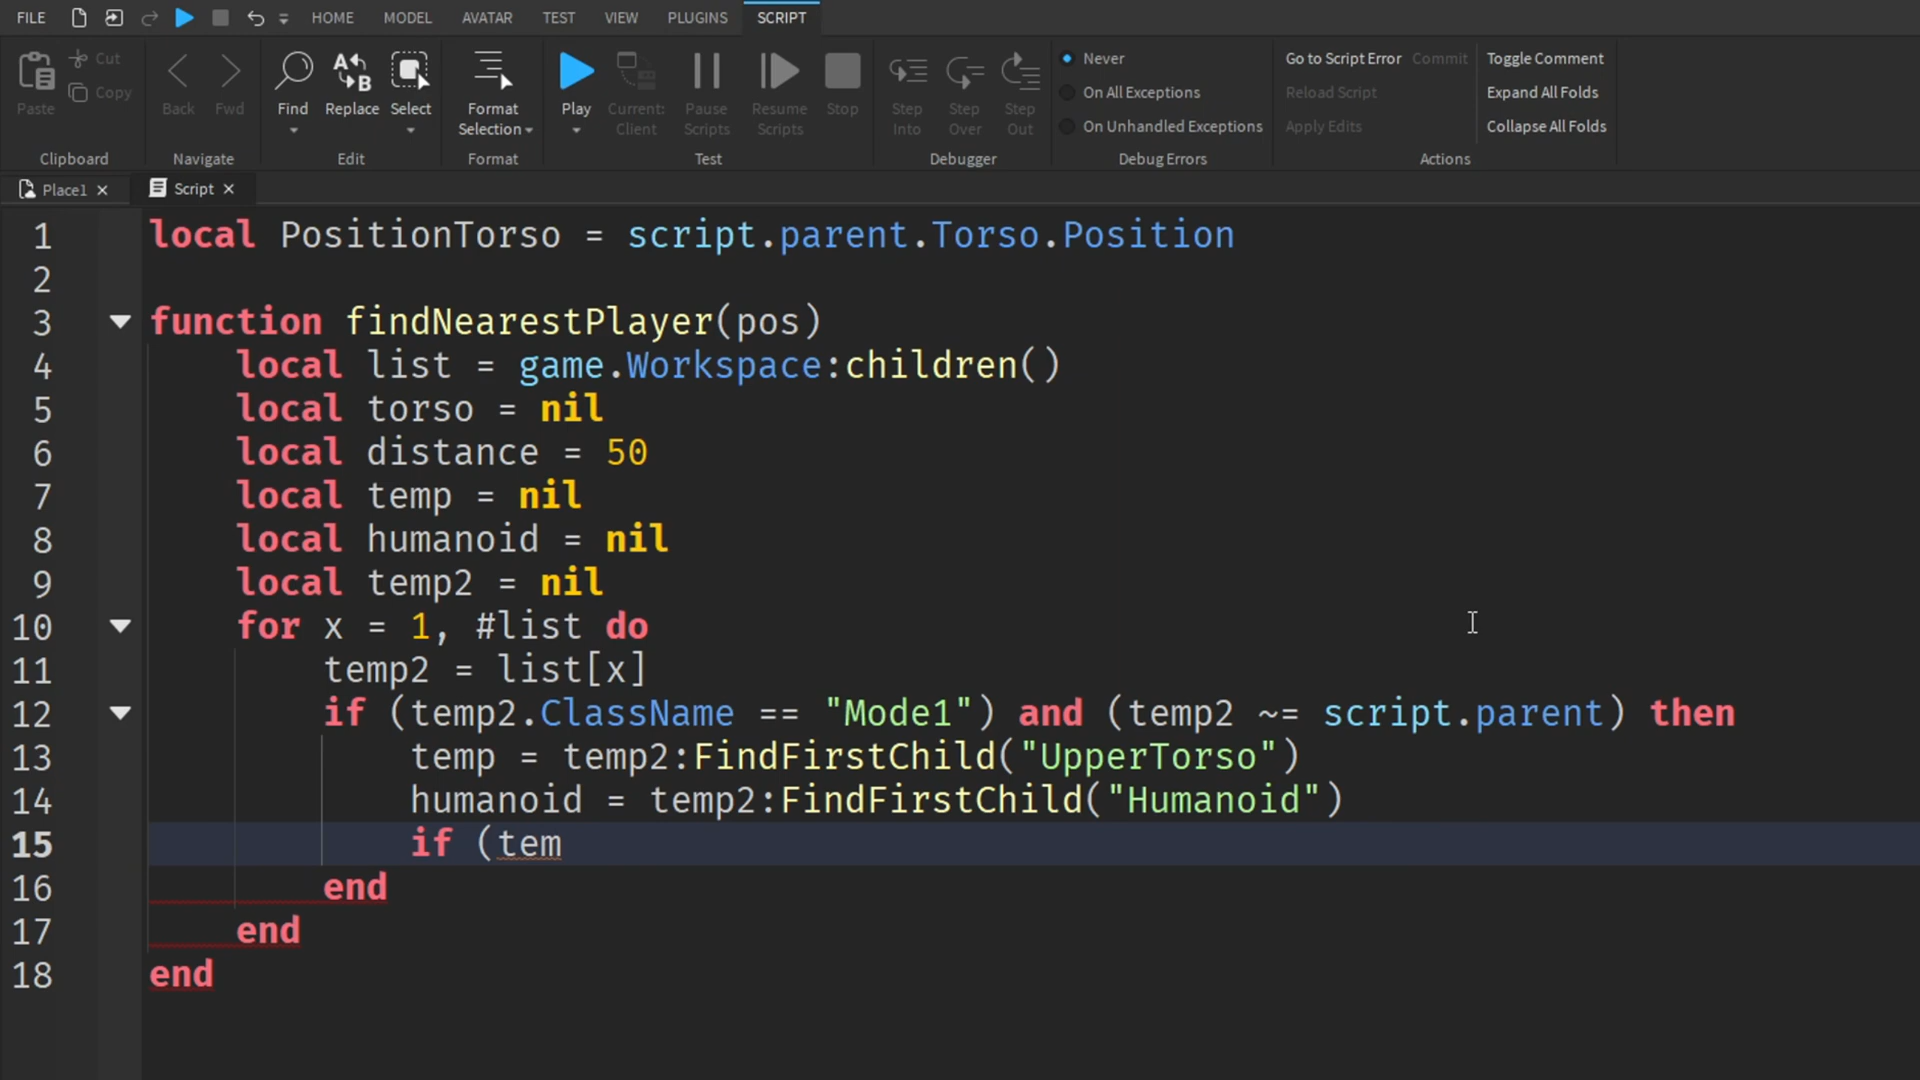 FILE HOME MODEL AVATAR TEST VIEW PLUGINS SCRIPT
Paste Cut Copy Back Fwd Find Replace Select Format Selection Play Current: Client Pause Scripts Resume Scripts Stop Step Into Step Over Step Out Never On All Exceptions On Unhandled Exceptions Go to Script Error Commit Reload Script Apply Edits Toggle Comment Expand All Folds Collapse All Folds
Clipboard Navigate Edit Format Test Debugger Debug Errors Actions
Place1 Script
1 local PositionTorso = script.parent.Torso.Position
2
3 function findNearestPlayer(pos)
4 local list = game.Workspace:children()
5 local torso = nil
6 local distance = 50
7 local temp = nil
8 local humanoid = nil
9 local temp2 = nil
10 for x = 1, #list do
11 temp2 = list[x]
12 if (temp2.ClassName == "Mode1") and (temp2 ~= script.parent) then
13 temp = temp2:FindFirstChild("UpperTorso")
14 humanoid = temp2:FindFirstChild("Humanoid")
15 if (tem
16 end
17 end
18 end